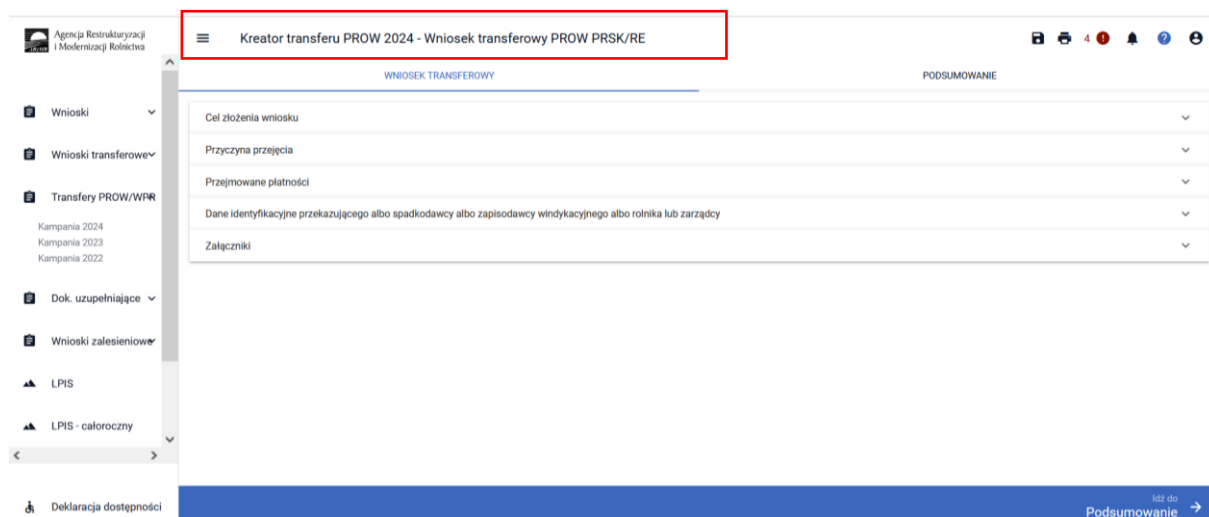 Agencja Restrukturyzacji
i Modernizacji Rolnictwa
Kreator transferu PROW 2024 - Wniosek transferowy PROW PRSK/RE
4
WNIOSEK TRANSFEROWY
PODSUMOWANIE
Wnioski
Wnioski transferowe
Transfery PROW/WPR
Kampania 2024
Kampania 2023
Kampania 2022
Dok. uzupełniające
Wnioski zalesieniowe
LPIS
LPIS - całoroczny
Deklaracja dostępności
Cel złożenia wniosku
Przyczyna przejęcia
Przejmowane płatności
Dane identyfikacyjne przekazującego albo spadkodawcy albo zapisodawcy windykacyjnego albo rolnika lub zarządcy
Załączniki
Idź do
Podsumowanie